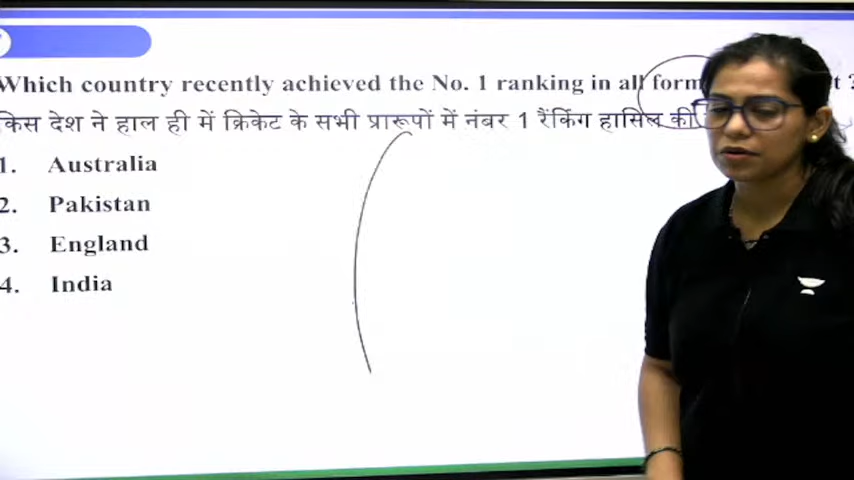 Which country recently achieved the No. 1 ranking in all form
किस देश ने हाल ही में क्रिकेट के सभी प्रारूपों में नंबर 1 रैंकिंग हासिल की
1. Australia
2. Pakistan
3. England
4. India